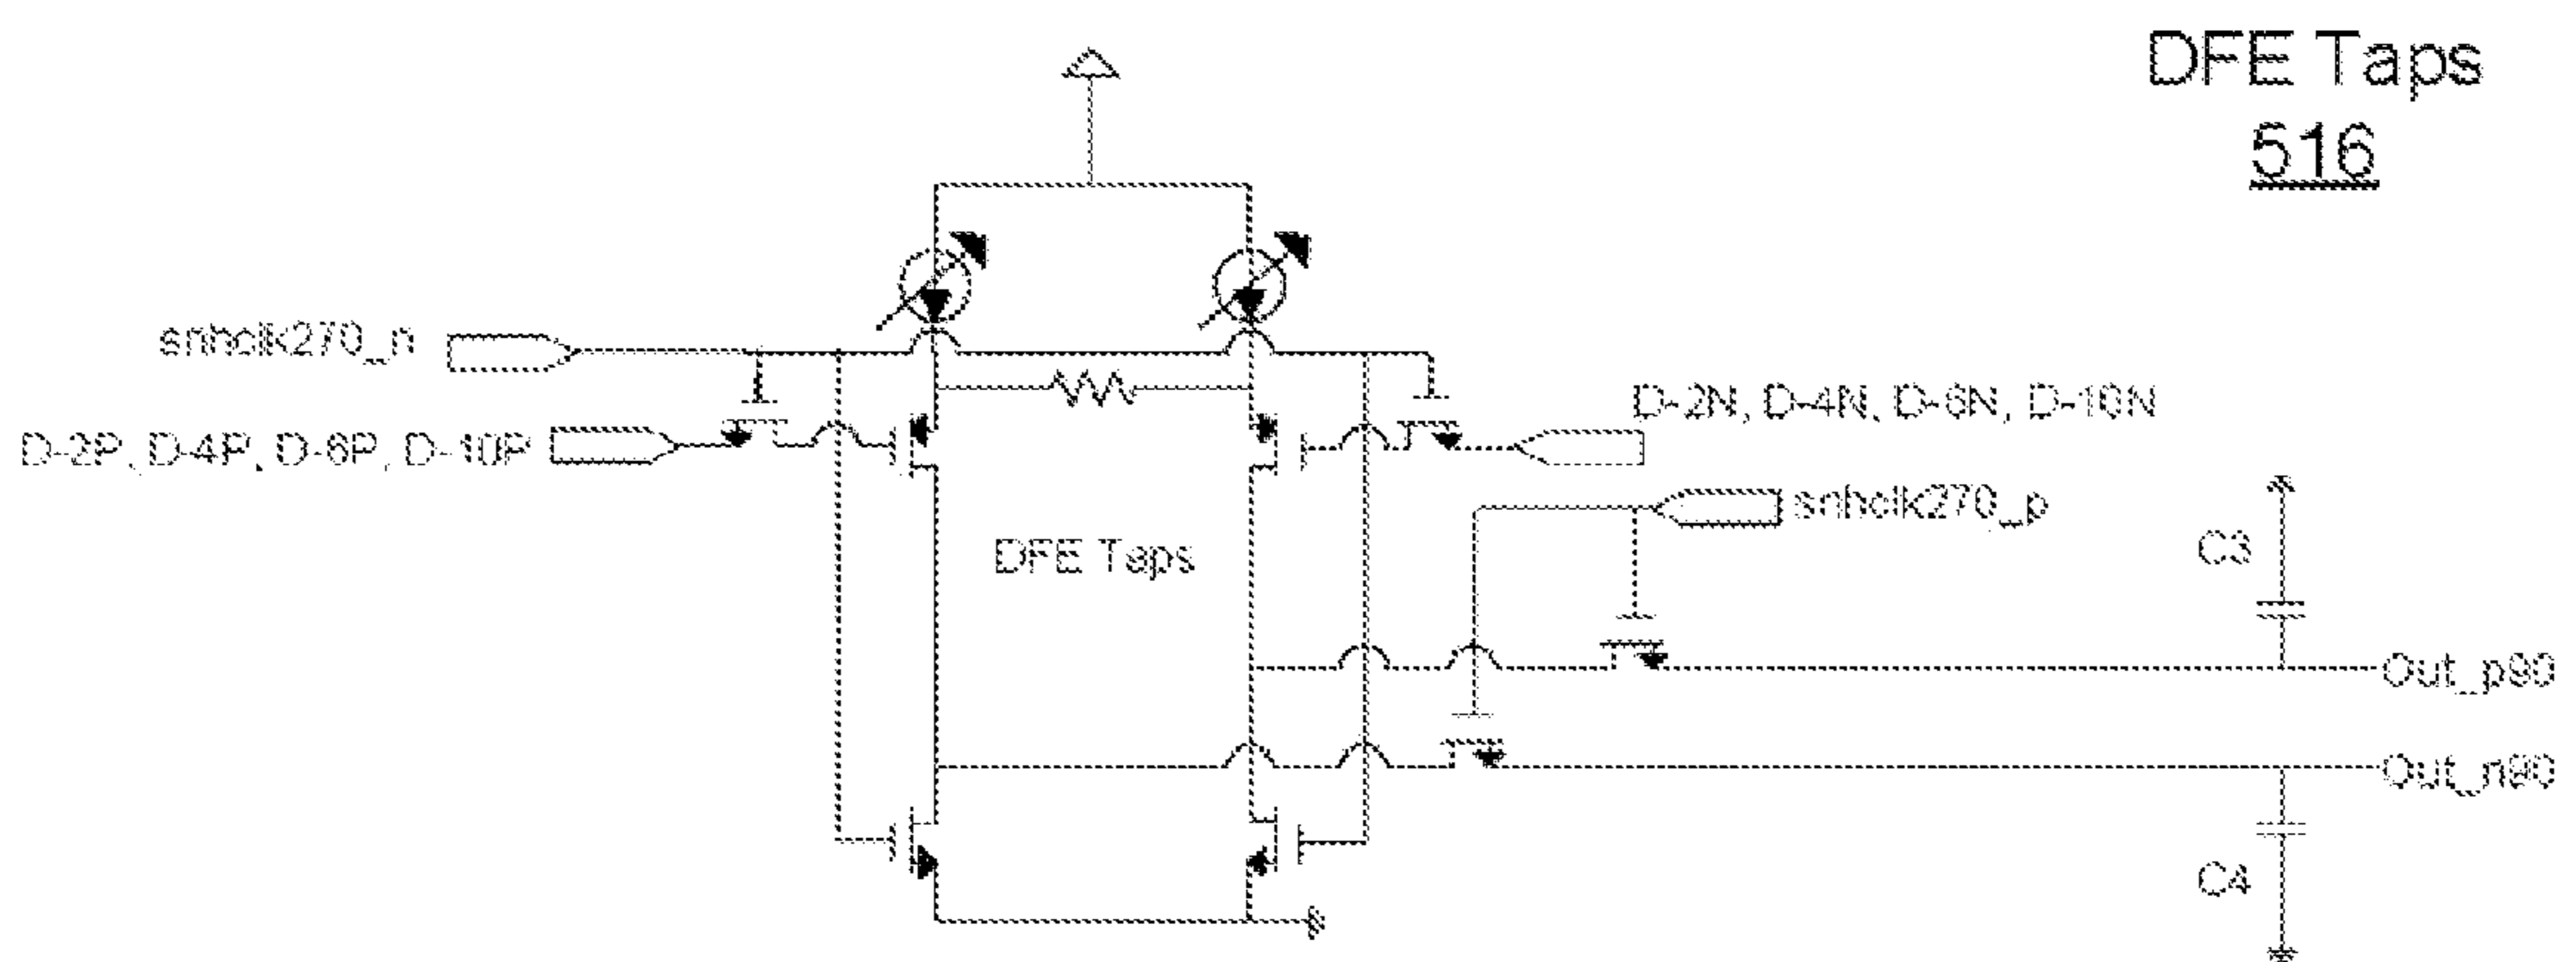 DFE Taps
516
snhclk270_n
D-2N, D-4N, D-6N, D-10N
D-2P, D-4P, D-6P, D-10P
snhclk270_p
C3
DFE Taps
Out_p90
Out_n90
C4